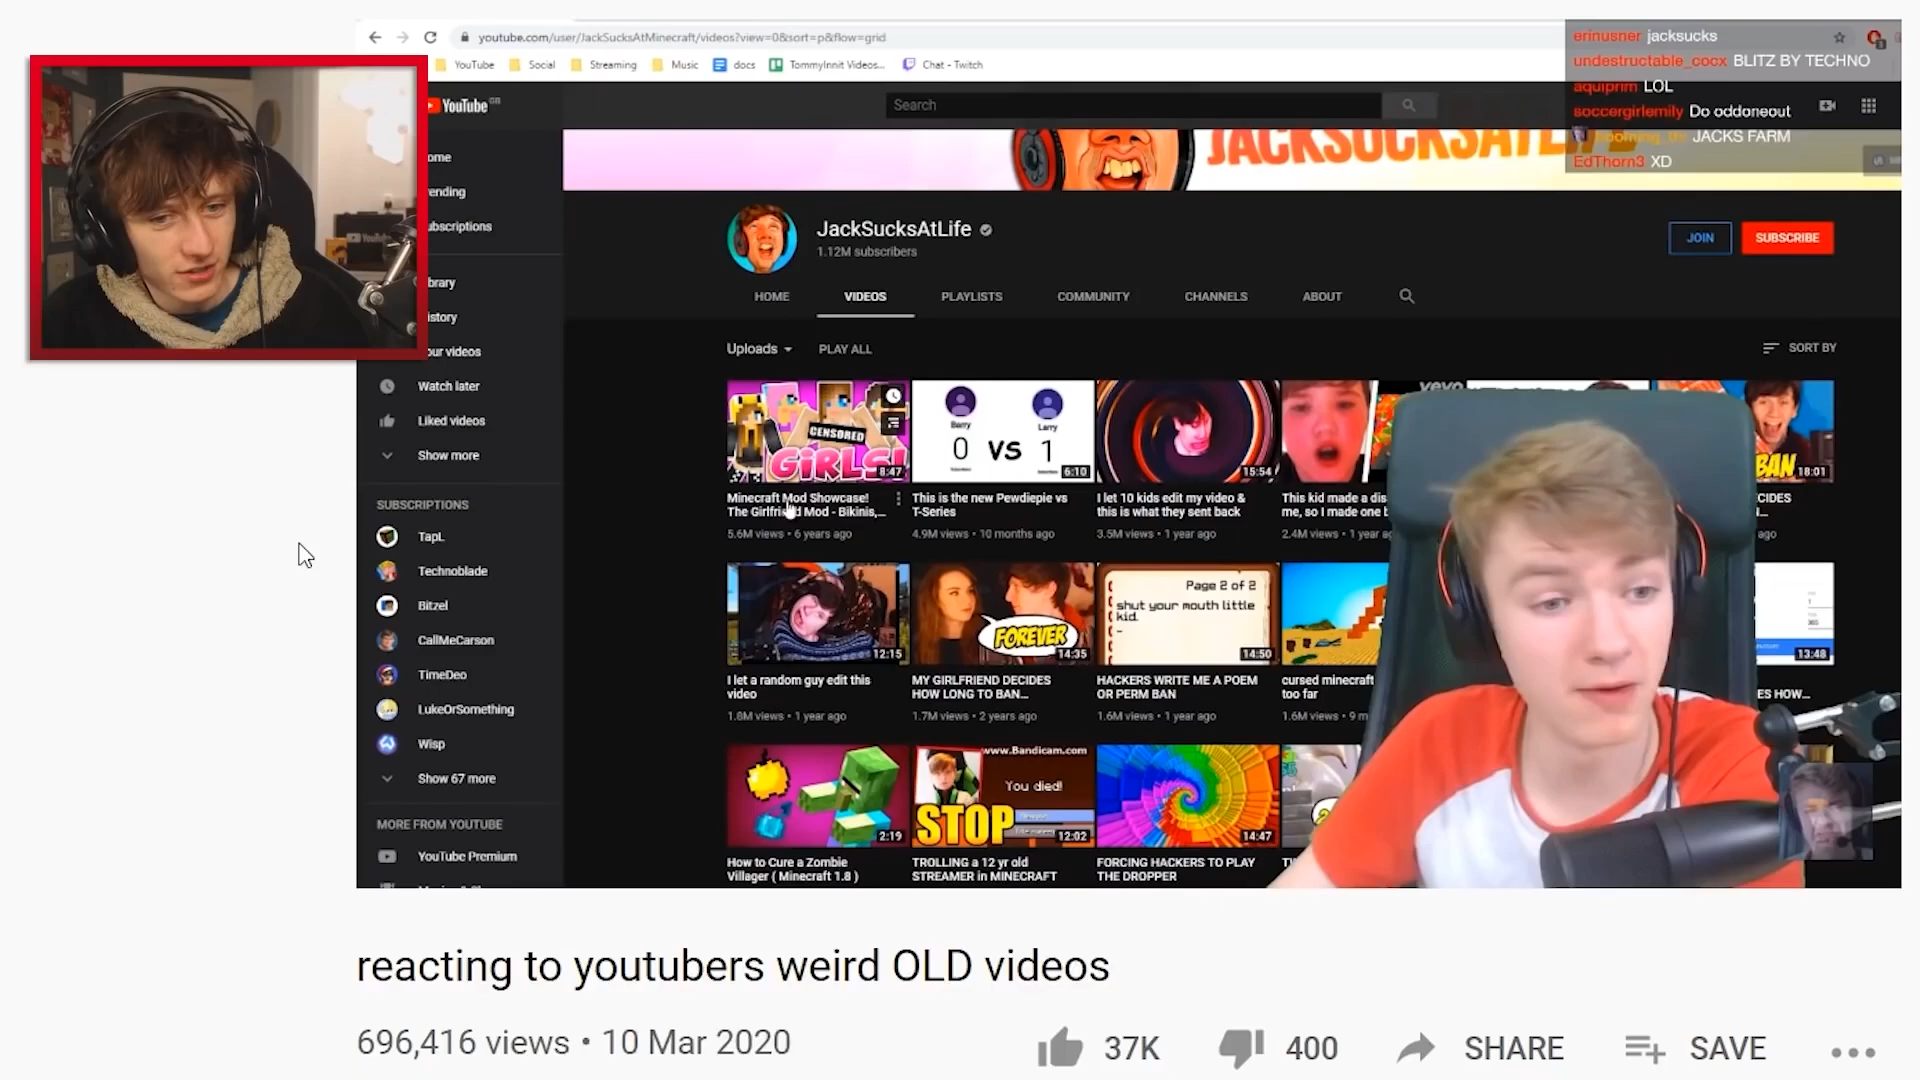 youtube.com/user/JackSucksAtMinecraft/videos?view=0&sort=p&flow=grid
YouTube Social Streaming Music docs TommyInnit Videos... Chat - Twitch
erinusner jacksucks
undestructable_cocx BLITZ BY TECHNO
aquiprim LOL
soccergirlemily Do oddoneout
JACKS FARM
EdThorn3 XD
YouTube GB
Search
JACKSUCKSATLIFE
ome
ending
ubscriptions
brary
istory
our videos
Watch later
Liked videos
Show more
SUBSCRIPTIONS
TapL
Technoblade
Bitzel
CallMeCarson
TimeDeo
LukeOrSomething
Wisp
Show 67 more
MORE FROM YOUTUBE
YouTube Premium
JackSucksAtLife
1.12M subscribers
JOIN SUBSCRIBE
HOME VIDEOS PLAYLISTS COMMUNITY CHANNELS ABOUT
Uploads PLAY ALL SORT BY
CENSORED
GiRLS!
8:47
Barry Larry
0 vs 1
6:10
15:54
vevo
BAN 18:01
Minecraft Mod Showcase!
The Girlfriend Mod - Bikinis,...
5.6M views • 6 years ago
This is the new Pewdiepie vs
T-Series
4.9M views • 10 months ago
I let 10 kids edit my video &
this is what they sent back
3.5M views • 1 year ago
This kid made a dis
me, so I made one b
2.4M views • 1 year ag
CIDES
...
ago
12:15
FOREVER
14:35
Page 2 of 2
shut your mouth little
kid.
-
14:50
13:48
I let a random guy edit this
video
1.8M views • 1 year ago
MY GIRLFRIEND DECIDES
HOW LONG TO BAN...
1.7M views • 2 years ago
HACKERS WRITE ME A POEM
OR PERM BAN
1.6M views • 1 year ago
cursed minecraft
too far
1.6M views • 9 m
ES HOW...
2:19
www.Bandicam.com
You died!
STOP
12:02
14:47
How to Cure a Zombie
Villager ( Minecraft 1.8 )
TROLLING a 12 yr old
STREAMER in MINECRAFT
FORCING HACKERS TO PLAY
THE DROPPER
reacting to youtubers weird OLD videos
696,416 views • 10 Mar 2020
37K 400 SHARE SAVE